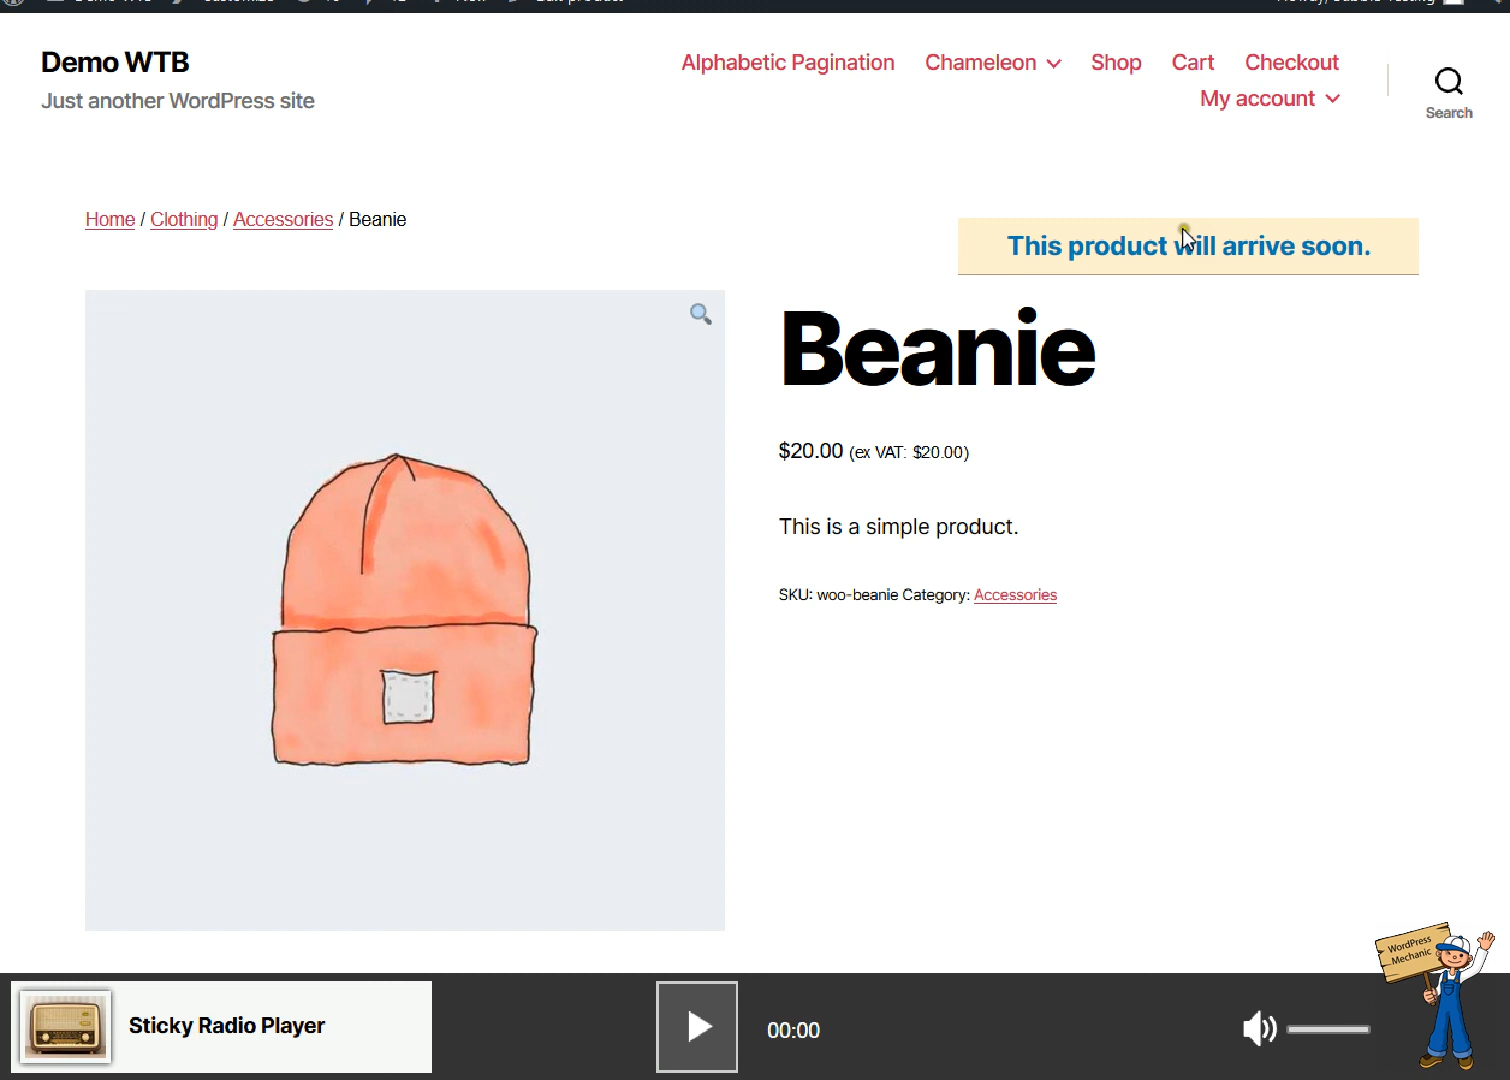 Demo WTB
Just another WordPress site
Alphabetic Pagination Chameleon Shop Cart Checkout
My account
Search
Home / Clothing / Accessories / Beanie
This product will arrive soon.
Beanie
$20.00 (ex VAT: $20.00)
This is a simple product.
SKU: woo-beanie Category: Accessories
WordPress
Mechanic
Sticky Radio Player
00:00